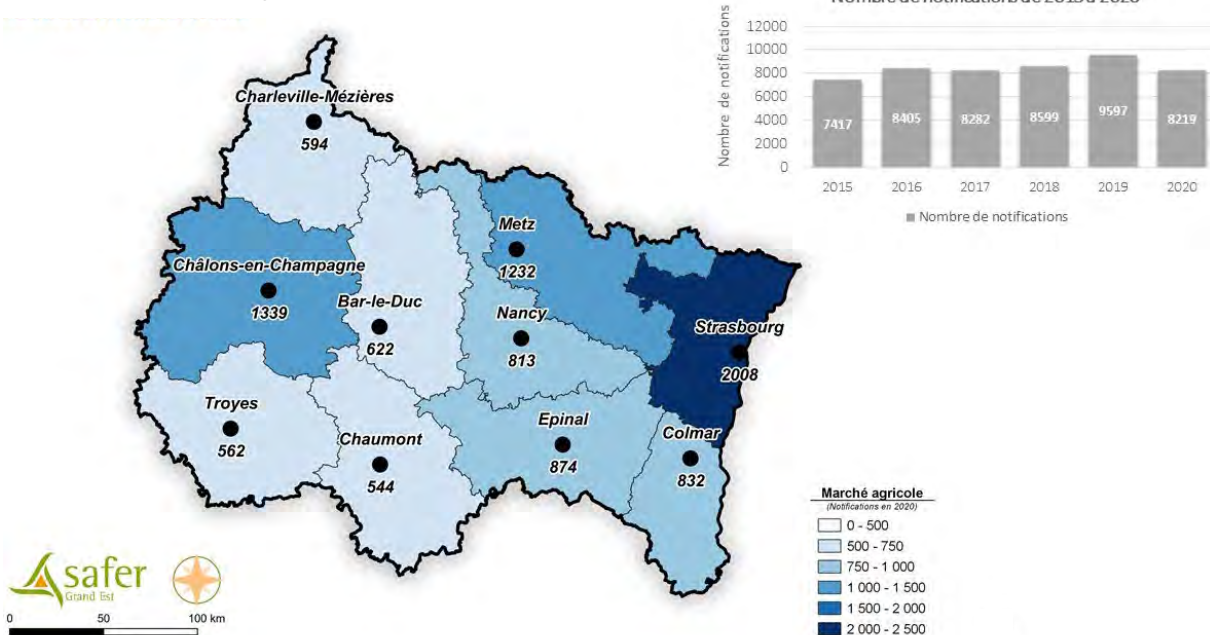 Nombre de notifications de 2015 à 2020
Nombre de notifications
12000
10000
8000
6000
4000
2000
0
7417
8405
8282
8599
9597
8219
2015
2016
2017
2018
2019
2020
Nombre de notifications
Charleville-Mézières
594
Metz
1232
Châlons-en-Champagne
1339
Bar-le-Duc
622
Nancy
813
Strasbourg
2008
Troyes
562
Chaumont
544
Epinal
874
Colmar
832
Marché agricole
(Notifications en 2020)
0 - 500
500 - 750
750 - 1 000
1 000 - 1 500
1 500 - 2 000
2 000 - 2 500
safer
Grand Est
0 50 100 km